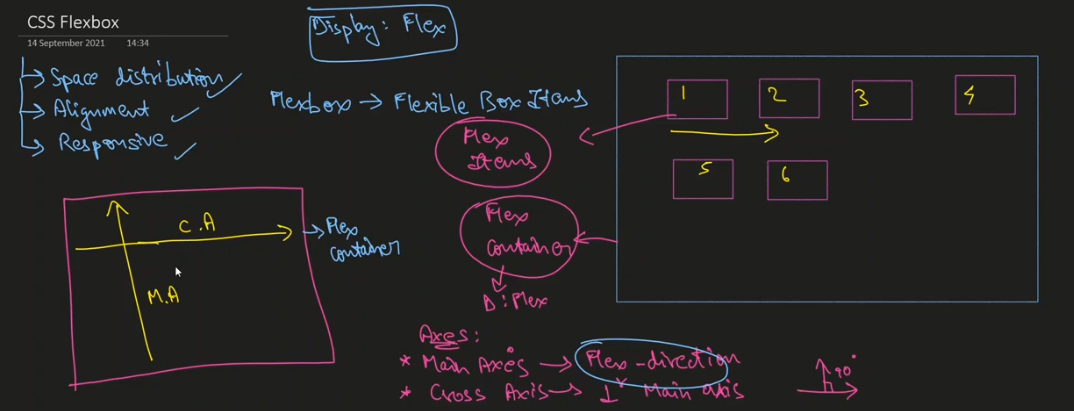 CSS Flexbox
14 September 2021 14:34
Display: Flex
Space distribution
Alignment
Responsive
Flexbox → Flexible Box Items
Flex
Items
Flex
container
D: Flex
1 2 3 4
5 6
C.A
M.A
Flex
container
Axes:
* Main Axes → Flex-direction
* Cross Axis → ⊥ Main axis
90°